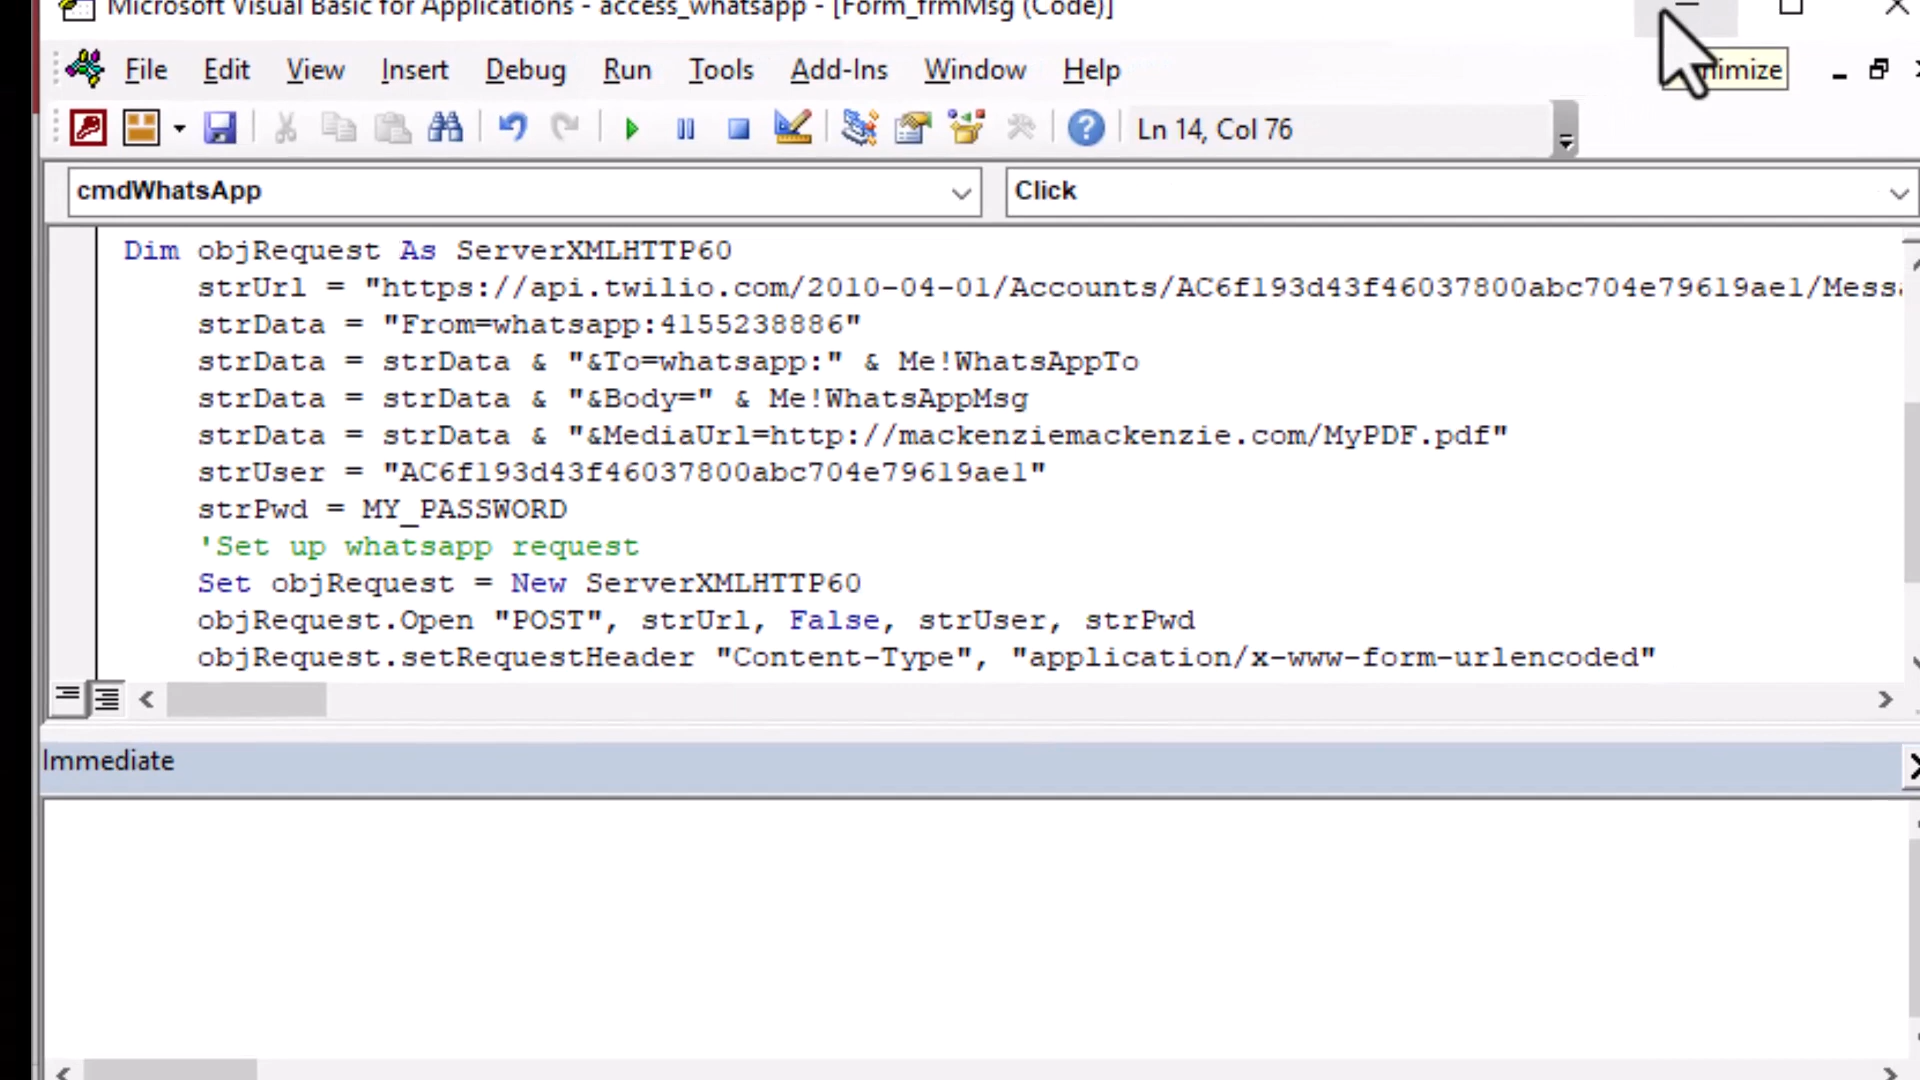 Microsoft Visual Basic for Applications - access_whatsapp - [Form_frmMsg (Code)]
File Edit View Insert Debug Run Tools Add-Ins Window Help
Ln 14, Col 76
cmdWhatsApp Click
Dim objRequest As ServerXMLHTTP60
strUrl = "https://api.twilio.com/2010-04-01/Accounts/AC6f193d43f46037800abc704e79619ae1/Messa
strData = "From=whatsapp:4155238886"
strData = strData & "&To=whatsapp:" & Me!WhatsAppTo
strData = strData & "&Body=" & Me!WhatsAppMsg
strData = strData & "&MediaUrl=http://mackenziemackenzie.com/MyPDF.pdf"
strUser = "AC6f193d43f46037800abc704e79619ae1"
strPwd = MY_PASSWORD
'Set up whatsapp request
Set objRequest = New ServerXMLHTTP60
objRequest.Open "POST", strUrl, False, strUser, strPwd
objRequest.setRequestHeader "Content-Type", "application/x-www-form-urlencoded"
Immediate